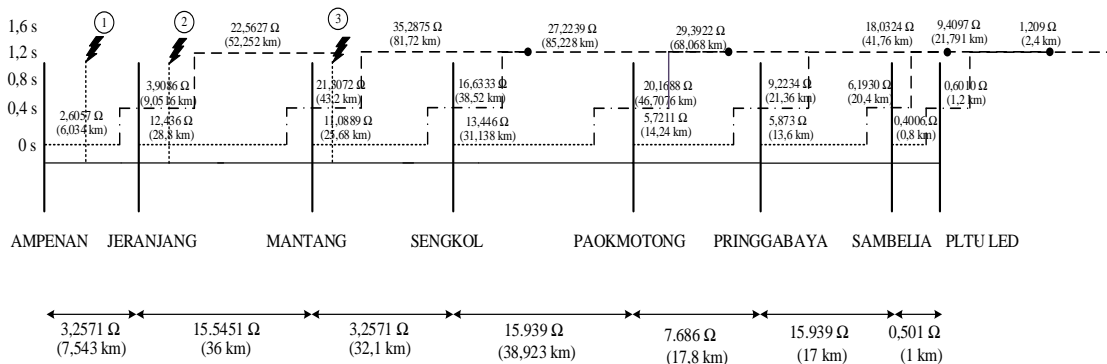 1 2 3
1,6 s
1,2 s
0,8 s
0,4 s
0 s
22,5627 Ω
(52,252 km)
35,2875 Ω
(81,72 km)
27,2239 Ω
(85,228 km)
29,3922 Ω
(68,068 km)
18,0324 Ω
(41,76 km)
9,4097 Ω
(21,791 km)
1,209 Ω
(2,4 km)
3,9086 Ω
(9,0516 km)
(43,2 km)
16,6333 Ω
(38,52 km)
20,1688 Ω
(46,7076 km)
9,2234 Ω
(21,36 km)
6,1930 Ω
(20,4 km)
0,6010 Ω
(1,2 km)
2,6057 Ω
(6,034 km)
12,436 Ω
(28,8 km)
11,0889 Ω
(25,68 km)
13,446 Ω
(31,138 km)
5,7211 Ω
(14,24 km)
5,873 Ω
(13,6 km)
0,4006 Ω
(0,8 km)
AMPENAN JERANJANG MANTANG SENGKOL PAOKMOTONG PRINGGABAYA SAMBELIA PLTU LED
3,2571 Ω
(7,543 km)
15.5451 Ω
(36 km)
3,2571 Ω
(32,1 km)
15.939 Ω
(38,923 km)
7.686 Ω
(17,8 km)
15.939 Ω
(17 km)
0,501 Ω
(1 km)